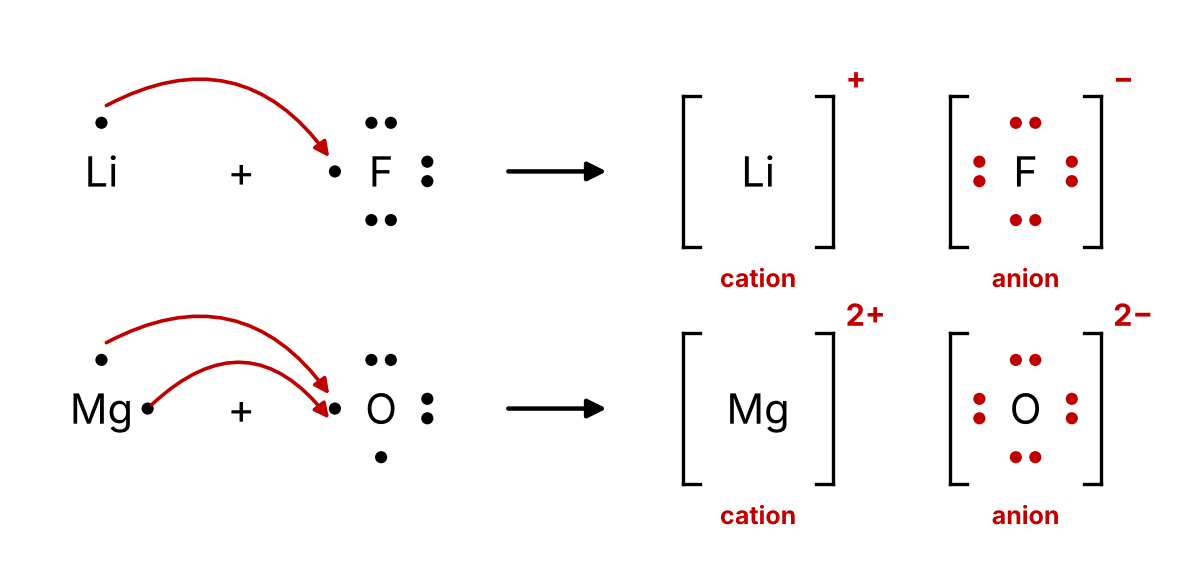 Li + F Li + F −
cation anion
Mg + O Mg 2+ O 2−
cation anion